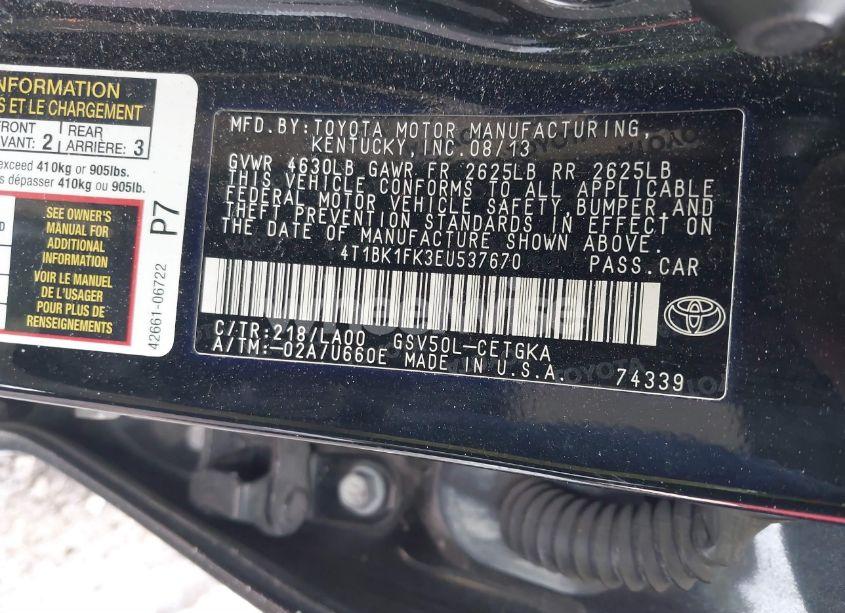 INFORMATION
S ET LE CHARGEMENT
FRONT
VANT: 2
REAR
ARRIÈRE: 3
exceed 410kg or 905lbs.
dépasser 410kg ou 905lb.
SEE OWNER'S
MANUAL FOR
ADDITIONAL
INFORMATION
VOIR LE MANUEL
DE L'USAGER
POUR PLUS DE
RENSEIGNEMENTS
P7
42661-06722
MFD.BY:TOYOTA MOTOR MANUFACTURING,
KENTUCKY,INC.08/13
GVWR 4630LB GAWR FR 2625LB RR 2625LB
THIS VEHICLE CONFORMS TO ALL APPLICABLE
FEDERAL MOTOR VEHICLE SAFETY,BUMPER,AND
THEFT PREVENTION STANDARDS IN EFFECT ON
THE DATE OF MANUFACTURE SHOWN ABOVE.
4T1BK1FK3EU537670 PASS.CAR
C/TR:218/LA00 GSV50L-CETGKA
A/TM:-02A/U660E MADE IN U.S.A. 74339